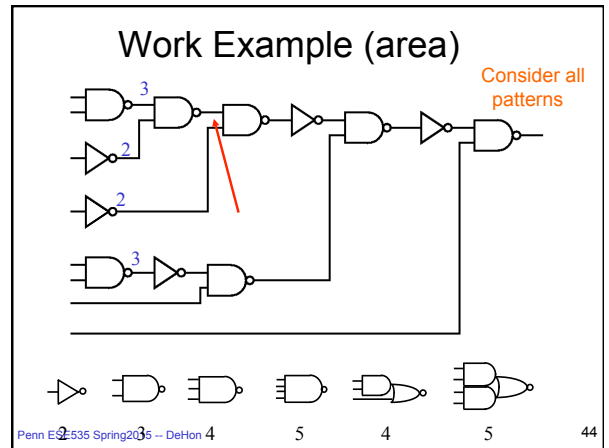 Work Example (area)
Consider all
patterns
3
2
2
3
2 3 4 5 4 5
Penn ESE535 Spring2015 -- DeHon
44